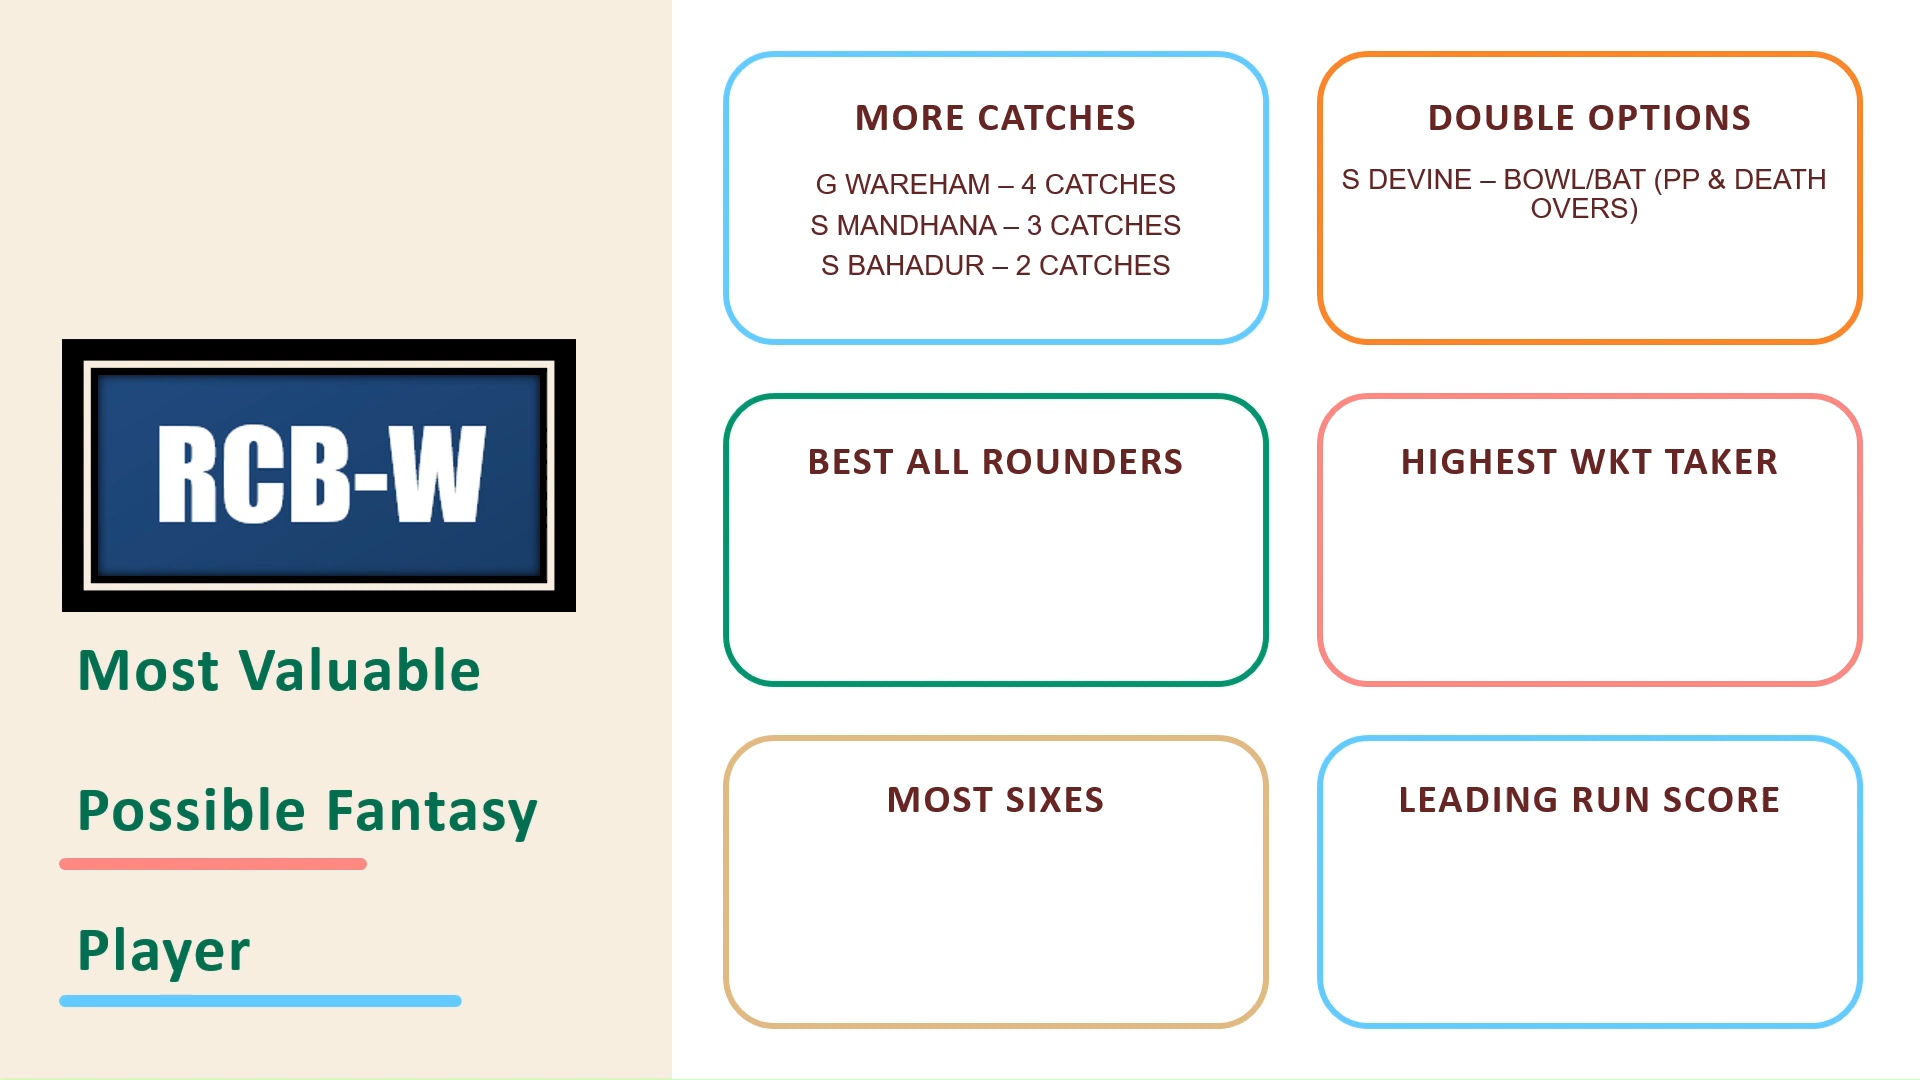 RCB-W
Most Valuable
Possible Fantasy
Player
MORE CATCHES
G WAREHAM – 4 CATCHES
S MANDHANA – 3 CATCHES
S BAHADUR – 2 CATCHES
DOUBLE OPTIONS
S DEVINE – BOWL/BAT (PP & DEATH
OVERS)
BEST ALL ROUNDERS
HIGHEST WKT TAKER
MOST SIXES
LEADING RUN SCORE